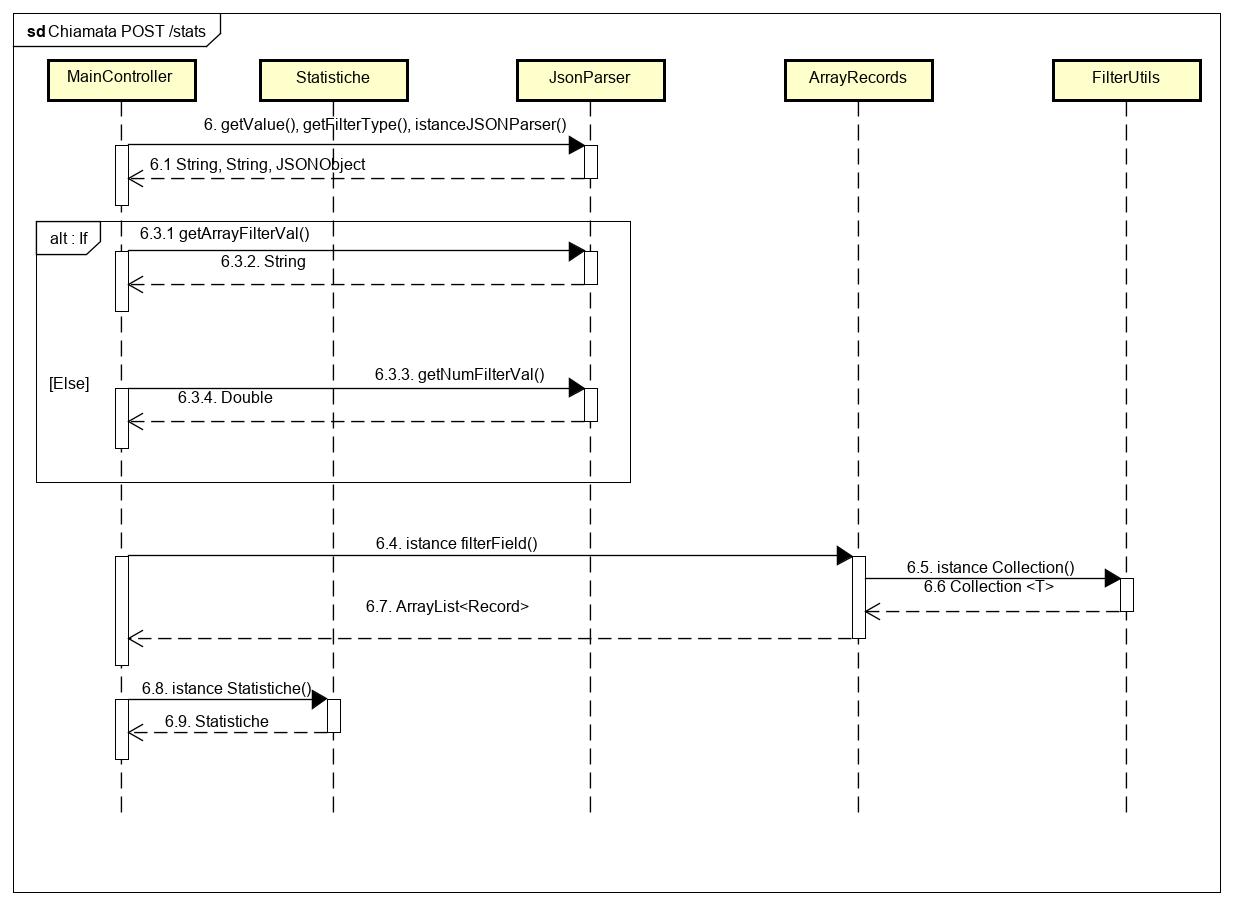 sd Chiamata POST /stats
MainController
Statistiche
JsonParser
ArrayRecords
FilterUtils
6. getValue(), getFilterType(), istanceJSONParser()
6.1 String, String, JSONObject
alt : If
6.3.1 getArrayFilterVal()
6.3.2. String
[Else]
6.3.3. getNumFilterVal()
6.3.4. Double
6.4. istance filterField()
6.5. istance Collection()
6.6 Collection <T>
6.7. ArrayList<Record>
6.8. istance Statistiche()
6.9. Statistiche